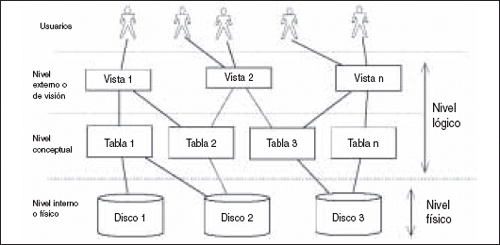 Usuarios
Nivel
externo o
de visión
Vista 1
Vista 2
Vista n
Nivel
lógico
Nivel
conceptual
Tabla 1
Tabla 2
Tabla 3
Tabla n
Nivel interno
o físico
Disco 1
Disco 2
Disco 3
Nivel
físico